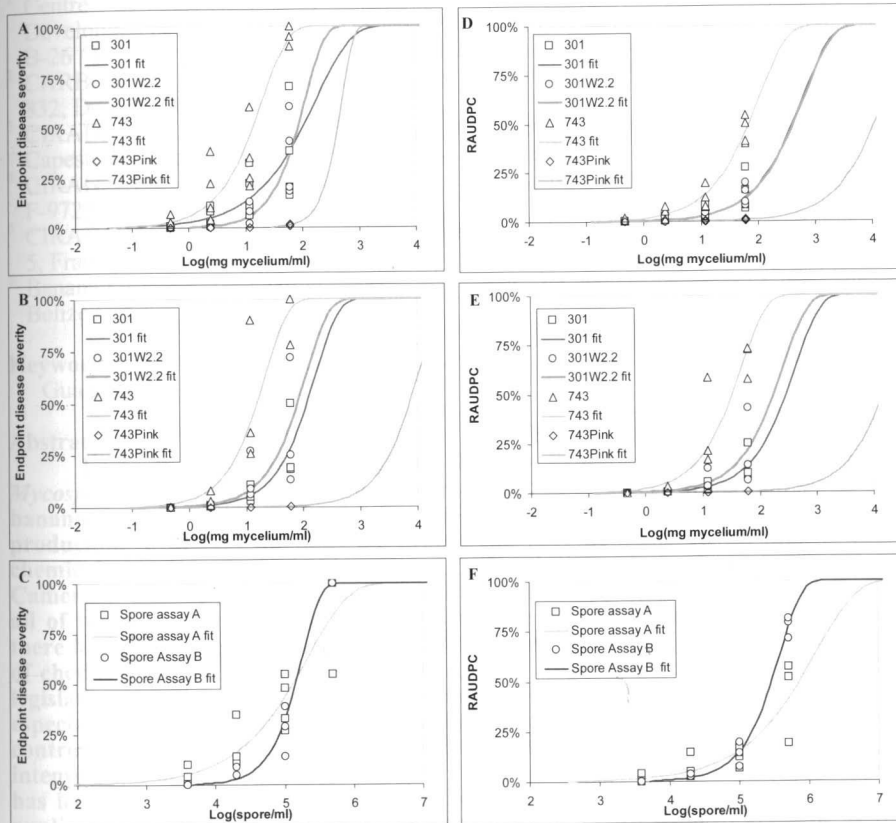 A
Endpoint disease severity
100%
75%
50%
25%
0%
301
301 fit
301W2.2
301W2.2 fit
743
743 fit
743Pink
743Pink fit
-2 -1 0 1 2 3 4
Log(mg mycelium/ml)
D
RAUDPC
100%
75%
50%
25%
0%
301
301 fit
301W2.2
301W2.2 fit
743
743 fit
743Pink
743Pink fit
-2 -1 0 1 2 3 4
Log(mg mycelium/ml)
B
Endpoint disease severity
100%
75%
50%
25%
0%
301
301 fit
301W2.2
301W2.2 fit
743
743 fit
743Pink
743Pink fit
-2 -1 0 1 2 3 4
Log(mg mycelium/ml)
E
RAUDPC
100%
75%
50%
25%
0%
301
301 fit
301W2.2
301W2.2 fit
743
743 fit
743Pink
743Pink fit
-2 -1 0 1 2 3 4
Log(mg mycelium/ml)
C
Endpoint disease severity
100%
75%
50%
25%
0%
Spore assay A
Spore assay A fit
Spore Assay B
Spore Assay B fit
2 3 4 5 6 7
Log(spore/ml)
F
RAUDPC
100%
75%
50%
25%
0%
Spore assay A
Spore assay A fit
Spore Assay B
Spore Assay B fit
2 3 4 5 6 7
Log(spore/ml)